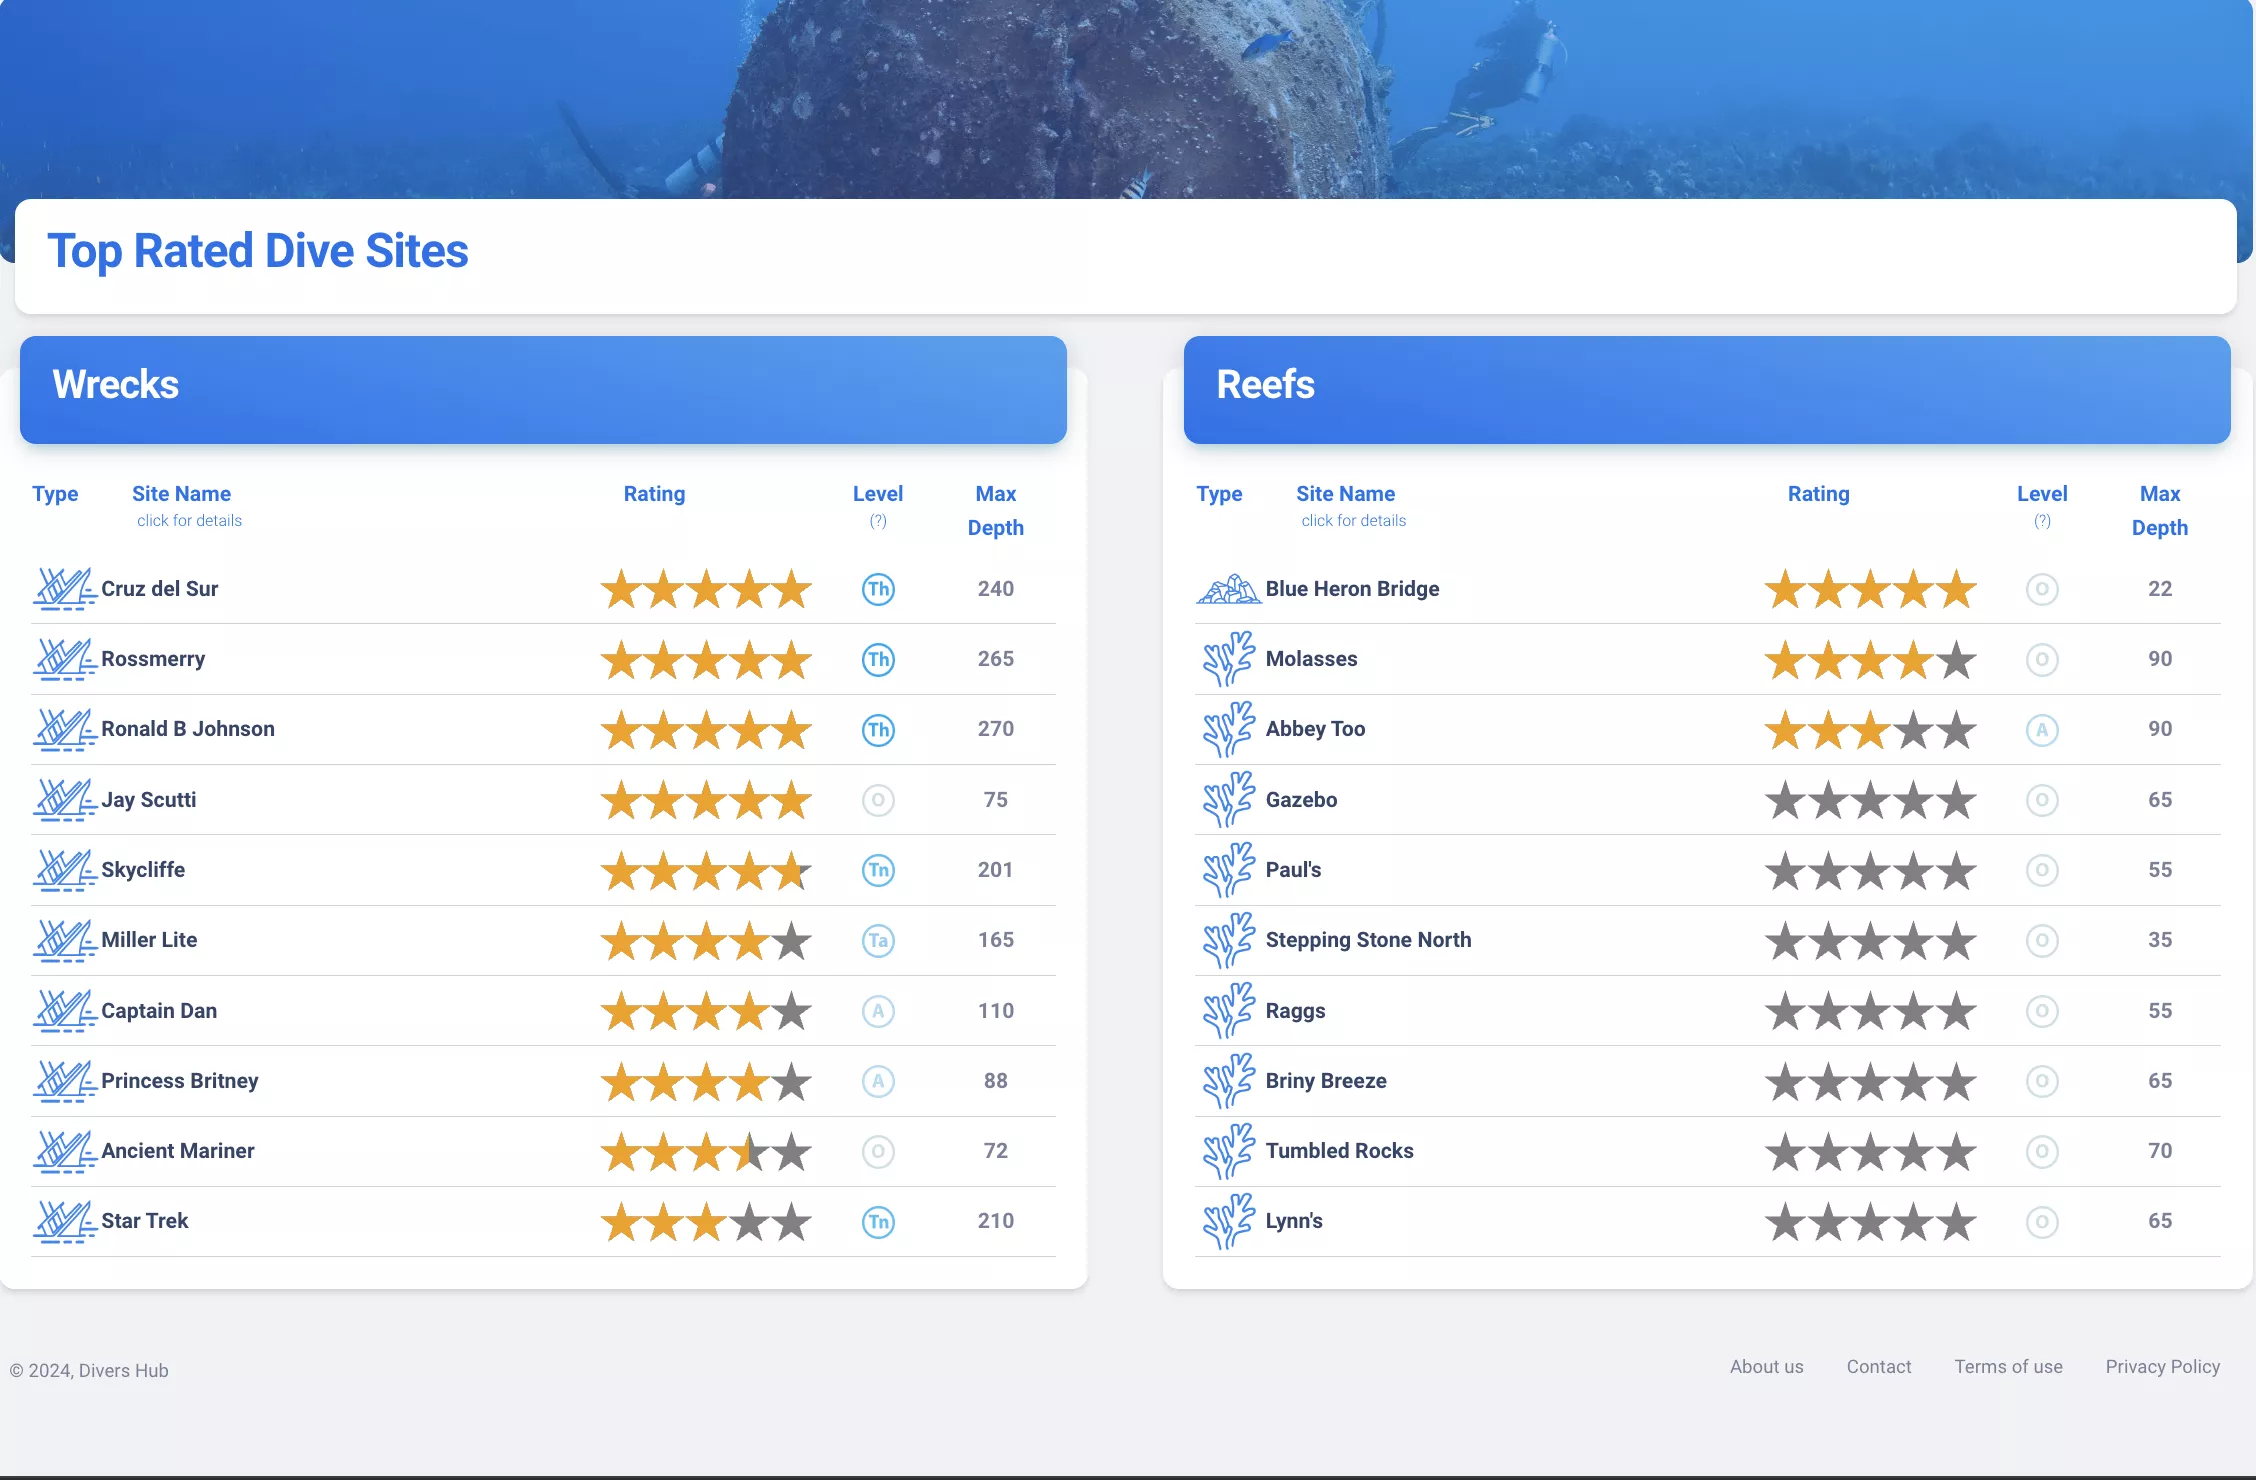 Top Rated Dive Sites
Wrecks
Type Site Name Rating Level Max
click for details (?) Depth
Cruz del Sur Th 240
Rossmerry Th 265
Ronald B Johnson Th 270
Jay Scutti O 75
Skycliffe Tn 201
Miller Lite Ta 165
Captain Dan A 110
Princess Britney A 88
Ancient Mariner O 72
Star Trek Tn 210
Reefs
Type Site Name Rating Level Max
click for details (?) Depth
Blue Heron Bridge O 22
Molasses O 90
Abbey Too A 90
Gazebo O 65
Paul's O 55
Stepping Stone North O 35
Raggs O 55
Briny Breeze O 65
Tumbled Rocks O 70
Lynn's O 65
© 2024, Divers Hub
About us Contact Terms of use Privacy Policy